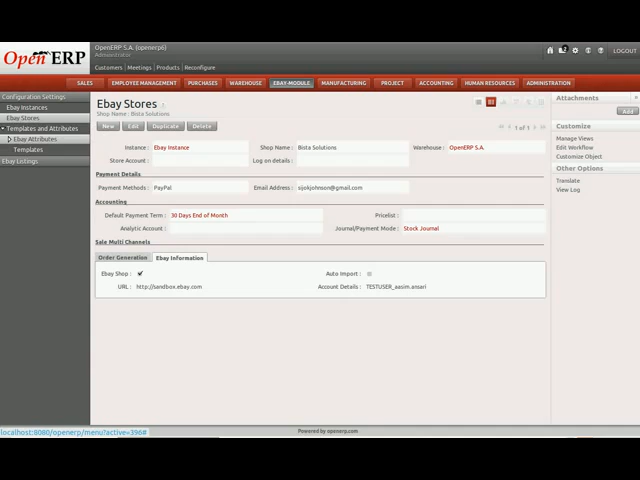 Open ERP
OpenERP S.A. (openerp6)
Administrator
Customers Meetings Products Reconfigure
2
LOGOUT
SALES EMPLOYEE MANAGEMENT PURCHASES WAREHOUSE EBAY-MODULE MANUFACTURING PROJECT ACCOUNTING HUMAN RESOURCES ADMINISTRATION
Configuration Settings
Ebay Instances
Ebay Stores
Templates and Attributes
Ebay Attributes
Templates
Ebay Listings
Ebay Stores
Shop Name : Bista Solutions
New Edit Duplicate Delete
1 of 1
Instance : Ebay Instance Shop Name : Bista Solutions Warehouse : OpenERP S.A.
Store Account : Log on details :
Payment Details
Payment Methods : PayPal Email Address : sijokjohnson@gmail.com
Accounting
Default Payment Term : 30 Days End of Month Pricelist :
Analytic Account : Journal/Payment Mode : Stock Journal
Sale Multi Channels
Order Generation Ebay Information
Ebay Shop : Auto Import :
URL : http://sandbox.ebay.com Account Details : TESTUSER_aasim.ansari
Attachments
Add
Customize
Manage Views
Edit Workflow
Customize Object
Other Options
Translate
View Log
localhost:8080/openerp/menu?active=396#
Powered by openerp.com